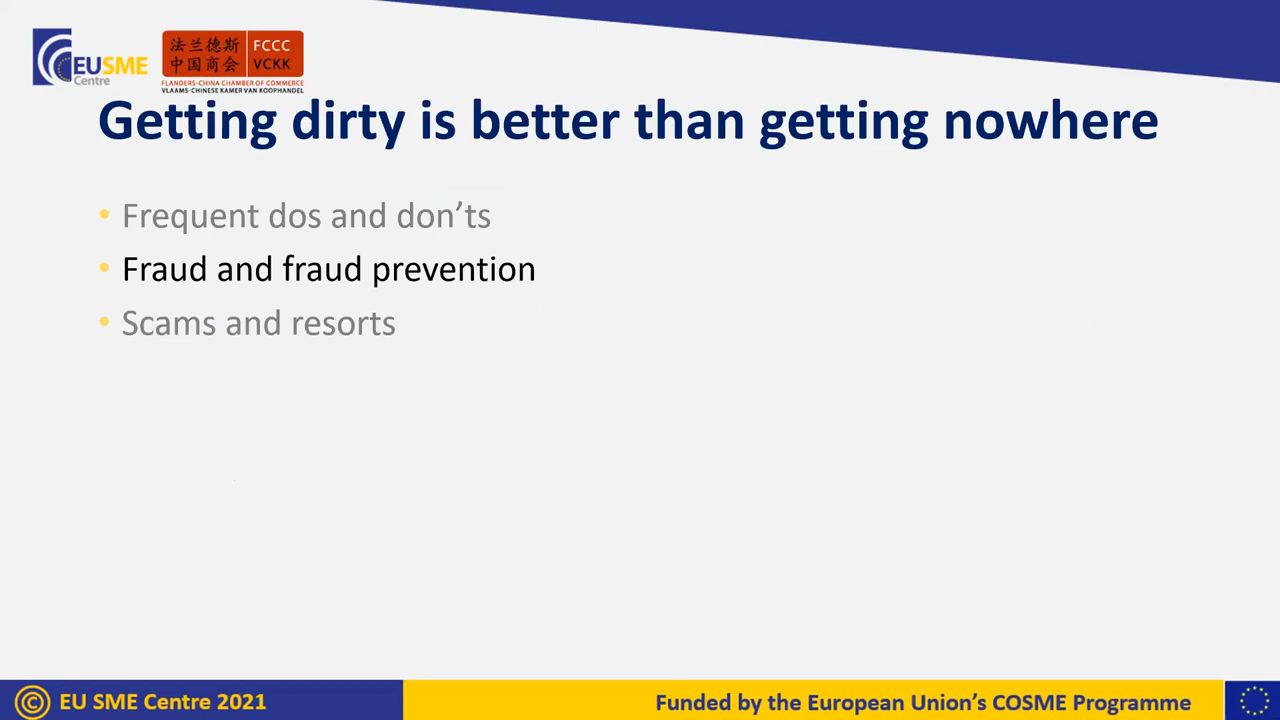 EUSME
Centre
法兰德斯
中国商会
FCCC
VCKK
FLANDERS-CHINA CHAMBER OF COMMERCE
VLAAMS-CHINESE KAMER VAN KOOPHANDEL
Getting dirty is better than getting nowhere
• Frequent dos and don’ts
• Fraud and fraud prevention
• Scams and resorts
© EU SME Centre 2021
Funded by the European Union’s COSME Programme